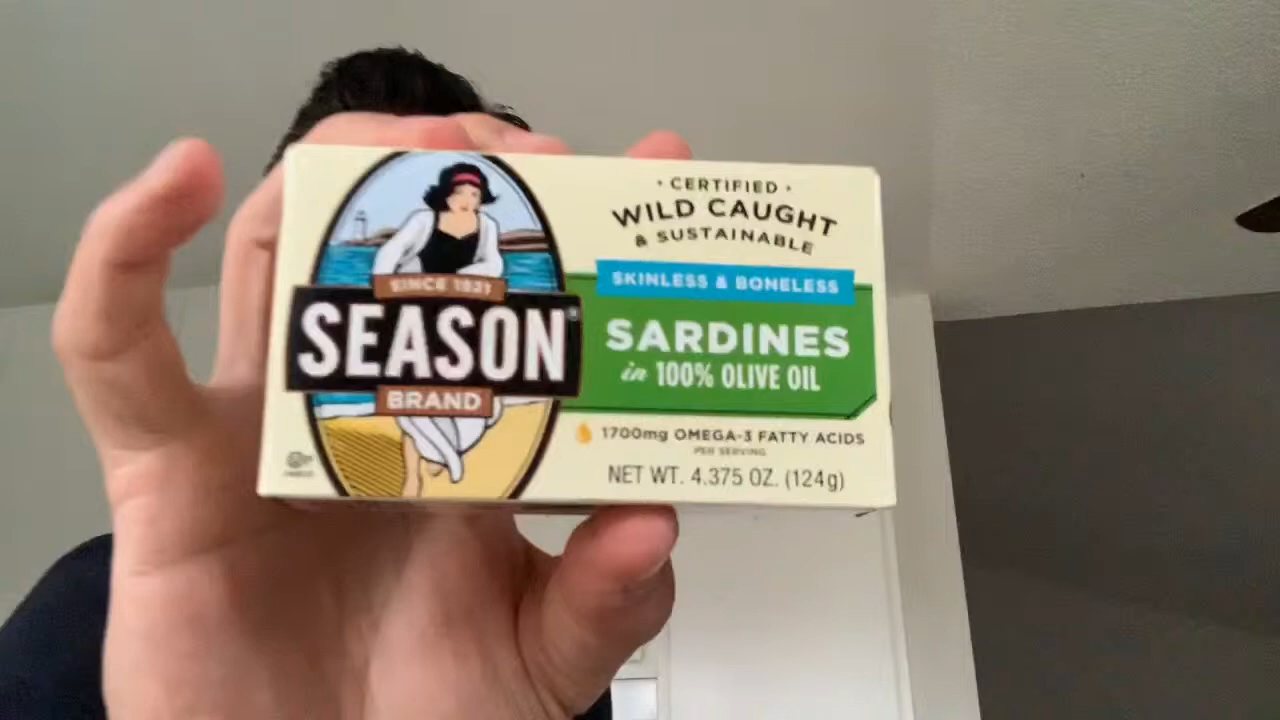 SINCE 1921
SEASON®
BRAND
· CERTIFIED ·
WILD CAUGHT
& SUSTAINABLE
SKINLESS & BONELESS
SARDINES
in 100% OLIVE OIL
1700mg OMEGA-3 FATTY ACIDS
PER SERVING
NET WT. 4.375 OZ. (124g)